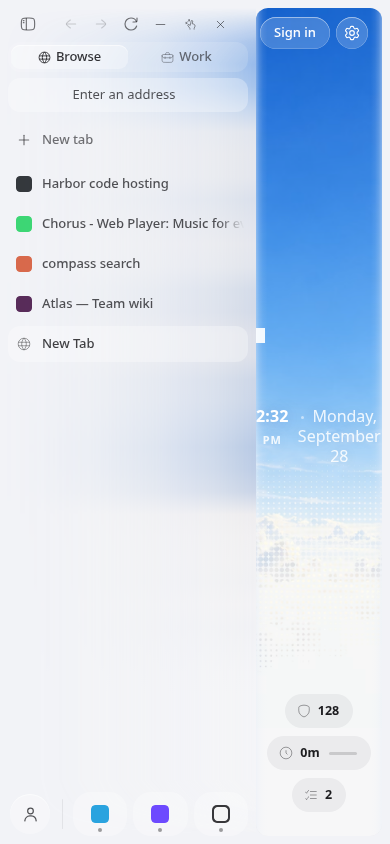 Browse
Work
Enter an address
New tab
Harbor code hosting
Chorus - Web Player: Music for
compass search
Atlas — Team wiki
New Tab
Sign in
2:32
PM
• Monday,
September
28
128
0m
2